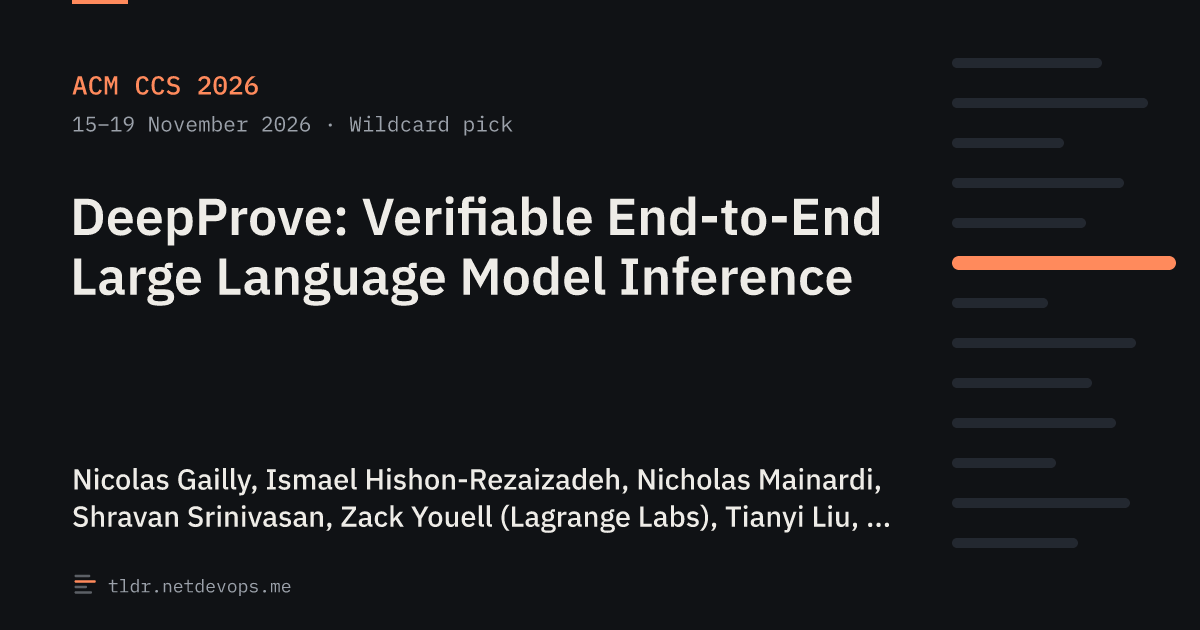 ACM CCS 2026
15–19 November 2026 · Wildcard pick
DeepProve: Verifiable End-to-End
Large Language Model Inference
Nicolas Gailly, Ismael Hishon-Rezaizadeh, Nicholas Mainardi,
Shravan Srinivasan, Zack Youell (Lagrange Labs), Tianyi Liu, ...
tldr.netdevops.me